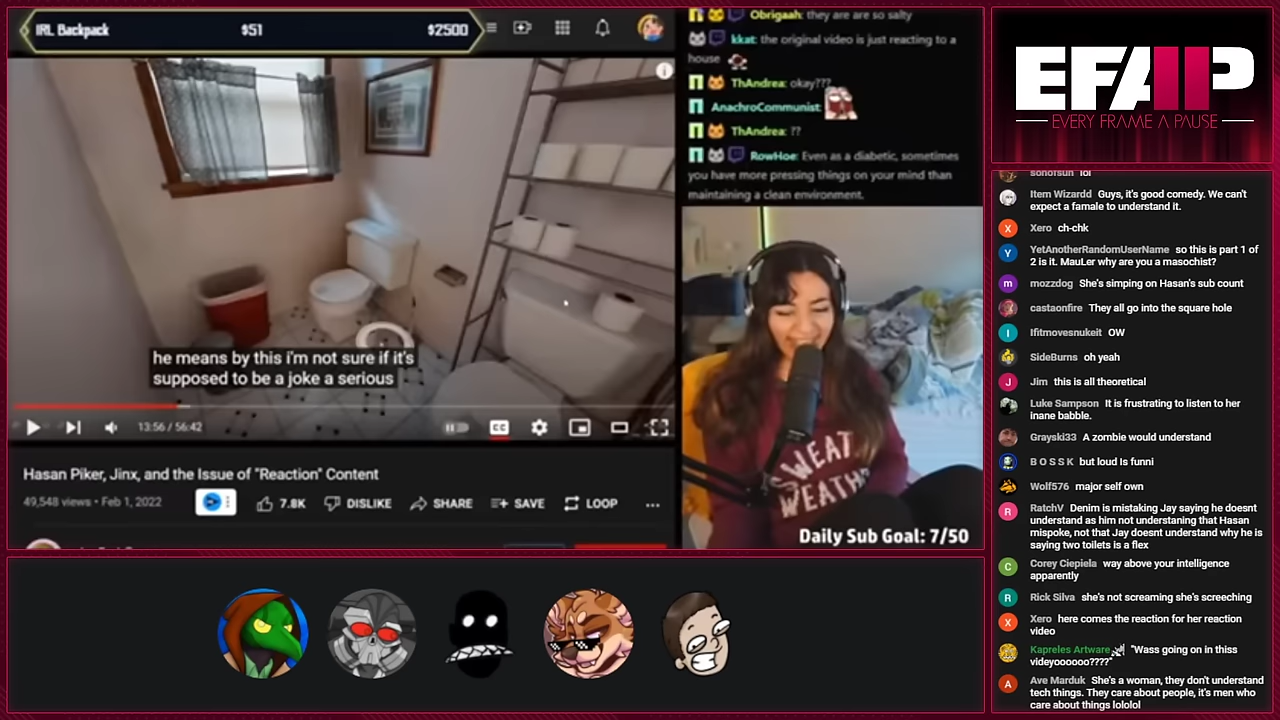 IRL Backpack $51 $2500
Obrigaah: they are are so salty
kkat: the original video is just reacting to a
house
ThAndrea: okay???
AnachroCommunist:
ThAndrea: ??
RowHoe: Even as a diabetic, sometimes
you have more pressing things on your mind than
maintaining a clean environment.
he means by this i'm not sure if it's
supposed to be a joke a serious
13:56 / 56:42
CC
Hasan Piker, Jinx, and the Issue of "Reaction" Content
49,548 views • Feb 1, 2022
7.8K DISLIKE SHARE SAVE LOOP
SWEAT
WEATHER
Daily Sub Goal: 7/50
EFAP
EVERY FRAME A PAUSE
sonofsun lol
Item Wizardd Guys, it's good comedy. We can't
expect a famale to understand it.
Xero ch-chk
YetAnotherRandomUserName so this is part 1 of
2 is it. MauLer why are you a masochist?
mozzdog She's simping on Hasan's sub count
castaonfire They all go into the square hole
Ifitmovesnukeit OW
SideBurns oh yeah
Jim this is all theoretical
Luke Sampson It is frustrating to listen to her
inane babble.
Grayski33 A zombie would understand
B O S S K but loud Is funni
Wolf576 major self own
RatchV Denim is mistaking Jay saying he doesnt
understand as him not understaning that Hasan
mispoke, not that Jay doesnt understand why he is
saying two toilets is a flex
Corey Ciepiela way above your intelligence
apparently
Rick Silva she's not screaming she's screeching
Xero here comes the reaction for her reaction
video
Kapreles Artware "Wass going on in thiss
videyoooooo????"
Ave Marduk She's a woman, they don't understand
tech things. They care about people, it's men who
care about things lololol